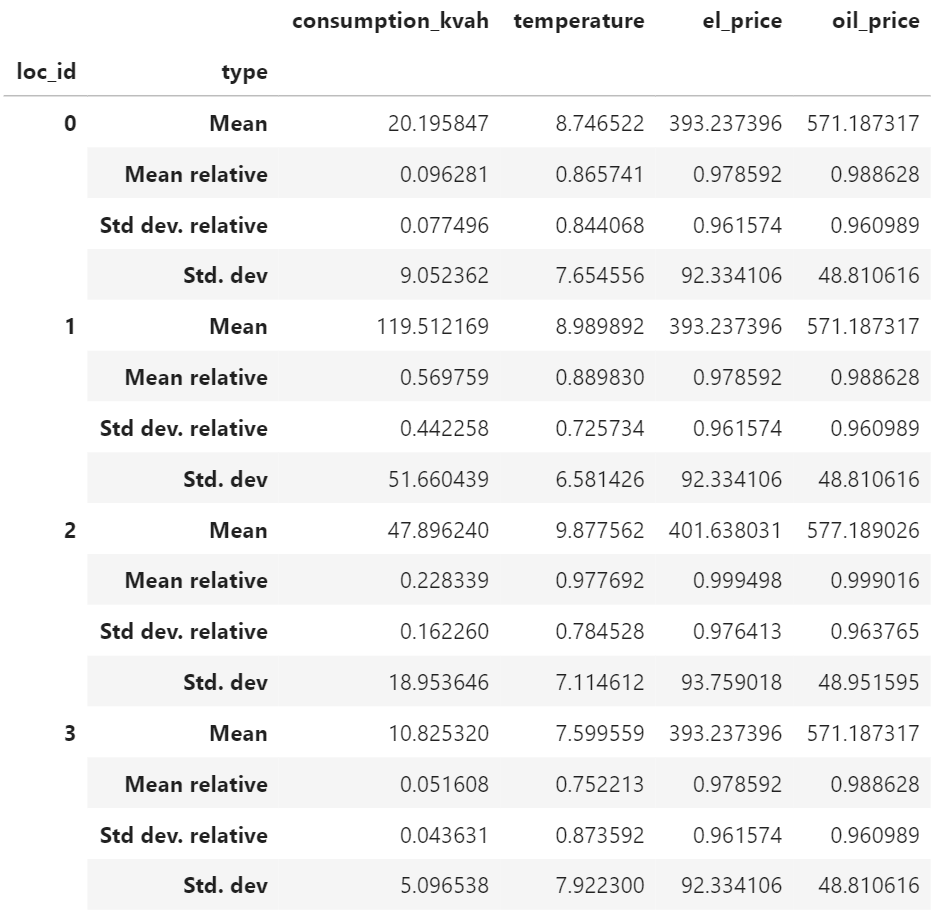 consumption_kvah temperature el_price oil_price
loc_id type
0 Mean 20.195847 8.746522 393.237396 571.187317
Mean relative 0.096281 0.865741 0.978592 0.988628
Std dev. relative 0.077496 0.844068 0.961574 0.960989
Std. dev 9.052362 7.654556 92.334106 48.810616
1 Mean 119.512169 8.989892 393.237396 571.187317
Mean relative 0.569759 0.889830 0.978592 0.988628
Std dev. relative 0.442258 0.725734 0.961574 0.960989
Std. dev 51.660439 6.581426 92.334106 48.810616
2 Mean 47.896240 9.877562 401.638031 577.189026
Mean relative 0.228339 0.977692 0.999498 0.999016
Std dev. relative 0.162260 0.784528 0.976413 0.963765
Std. dev 18.953646 7.114612 93.759018 48.951595
3 Mean 10.825320 7.599559 393.237396 571.187317
Mean relative 0.051608 0.752213 0.978592 0.988628
Std dev. relative 0.043631 0.873592 0.961574 0.960989
Std. dev 5.096538 7.922300 92.334106 48.810616